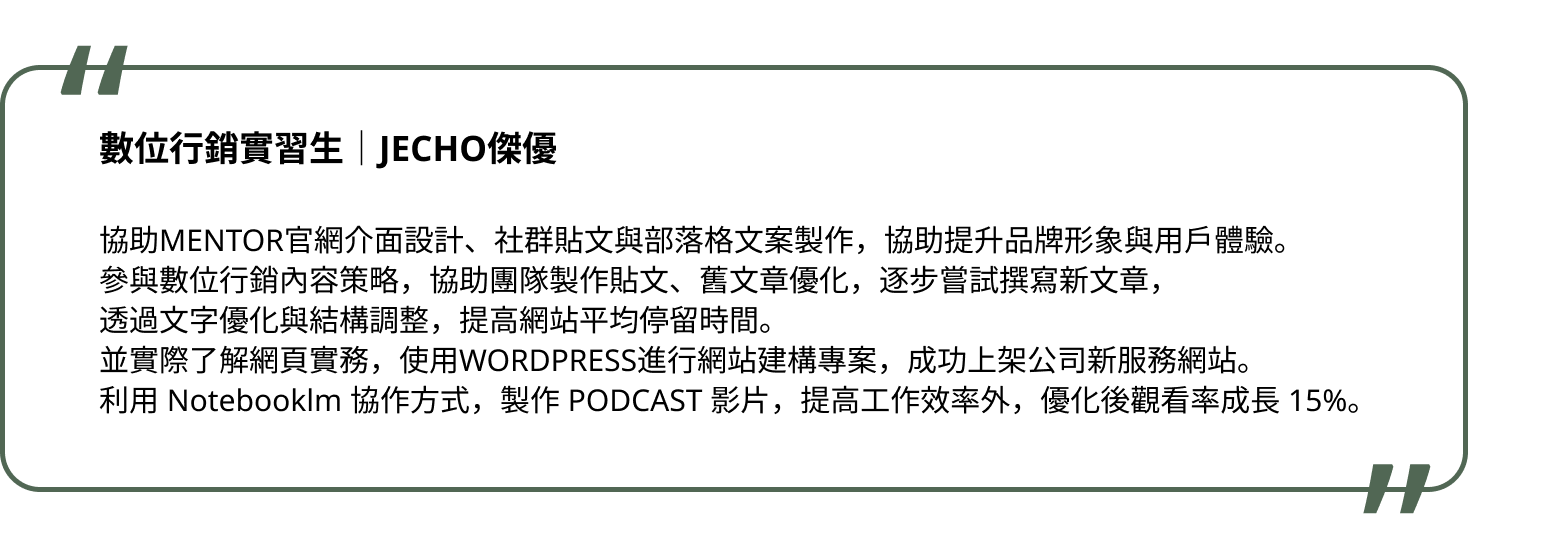 數位行銷實習生｜JECHO傑優
協助MENTOR官網介面設計、社群貼文與部落格文案製作，協助提升品牌形象與用戶體驗。
參與數位行銷內容策略，協助團隊製作貼文、舊文章優化，逐步嘗試撰寫新文章，
透過文字優化與結構調整，提高網站平均停留時間。
並實際了解網頁實務，使用WORDPRESS進行網站建構專案，成功上架公司新服務網站。
利用 Notebooklm 協作方式，製作 PODCAST 影片，提高工作效率外，優化後觀看率成長 15%。